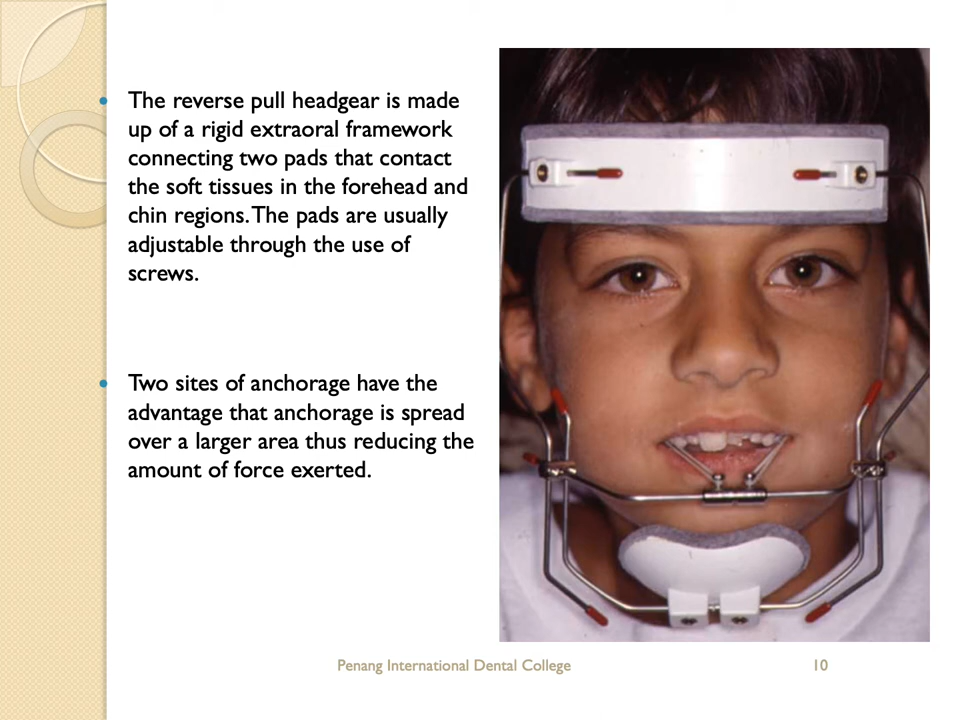 The reverse pull headgear is made
up of a rigid extraoral framework
connecting two pads that contact
the soft tissues in the forehead and
chin regions. The pads are usually
adjustable through the use of
screws.
Two sites of anchorage have the
advantage that anchorage is spread
over a larger area thus reducing the
amount of force exerted.
Penang International Dental College
10